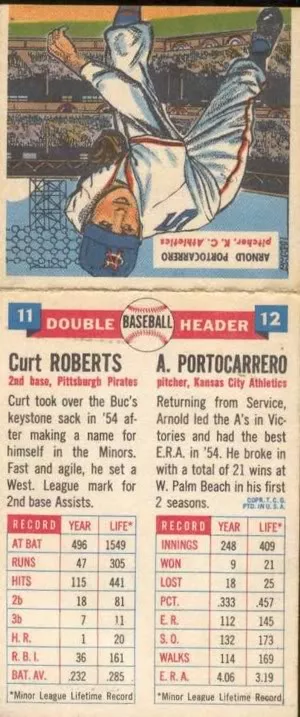 ARNOLD PORTOCARRERO
pitcher, K. C. Athletics
11 DOUBLE BASEBALL HEADER 12
Curt ROBERTS
2nd base, Pittsburgh Pirates
Curt took over the Buc's
keystone sack in '54 af-
ter making a name for
himself in the Minors.
Fast and agile, he set a
West. League mark for
2nd base Assists.
RECORD YEAR LIFE*
AT BAT 496 1549
RUNS 47 305
HITS 115 441
2b 18 81
3b 7 11
H. R. 1 20
R. B. I. 36 161
BAT. AV. .232 .285
*Minor League Lifetime Record
A. PORTOCARRERO
pitcher, Kansas City Athletics
Returning from Service,
Arnold led the A's in Vic-
tories and had the best
E.R.A. in '54. He broke in
with a total of 21 wins at
W. Palm Beach in his first
2 seasons.
COPR. T. C. G.
PTD. IN U. S. A.
RECORD YEAR LIFE*
INNINGS 248 409
WON 9 21
LOST 18 25
PCT. .333 .457
E. R. 112 145
S. O. 132 173
WALKS 114 169
E. R. A. 4.06 3.19
*Minor League Lifetime Record